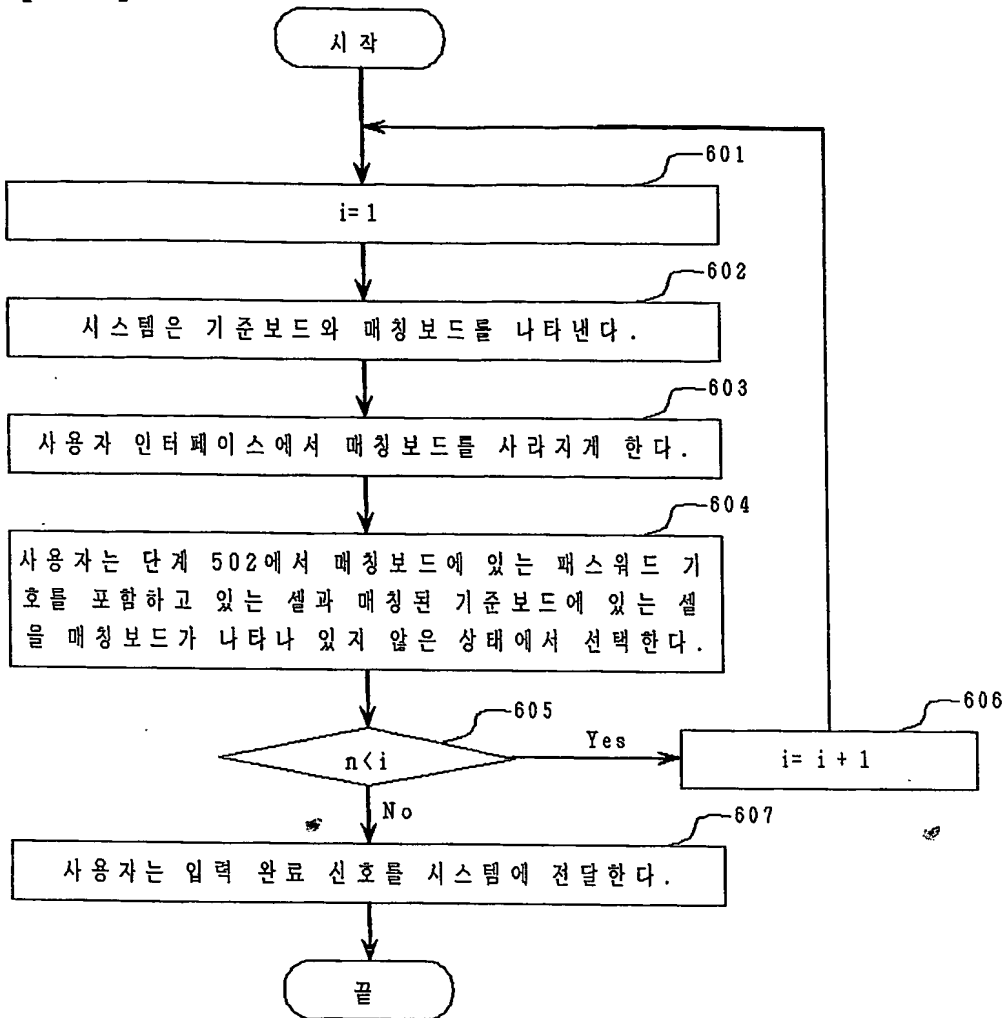 시작
601
i=1
602
시스템은 기준보드와 매칭보드를 나타낸다.
603
사용자 인터페이스에서 매칭보드를 사라지게 한다.
604
사용자는 단계 502에서 매칭보드에 있는 패스워드 기
호를 포함하고 있는 셀과 매칭된 기준보드에 있는 셀
을 매칭보드가 나타나 있지 않은 상태에서 선택한다.
605
n<i
Yes
606
i= i + 1
No
607
사용자는 입력 완료 신호를 시스템에 전달한다.
끝